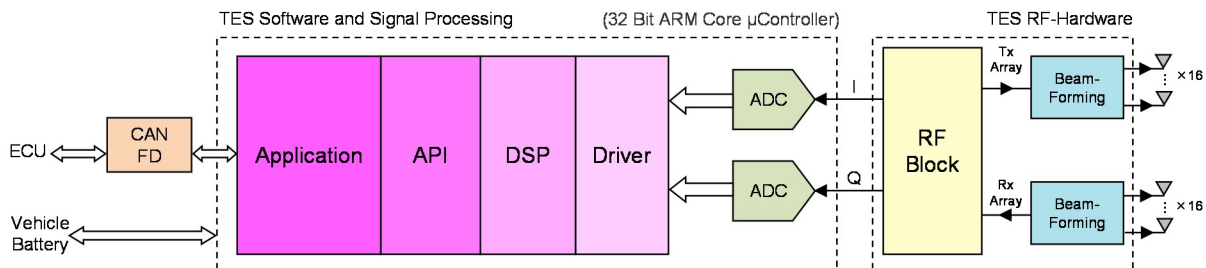 TES Software and Signal Processing
(32 Bit ARM Core µController)
TES RF-Hardware
ECU
CAN
FD
Vehicle
Battery
Application
API
DSP
Driver
ADC
ADC
I
Q
RF
Block
Tx
Array
Beam-
Forming
×16
Rx
Array
Beam-
Forming
×16